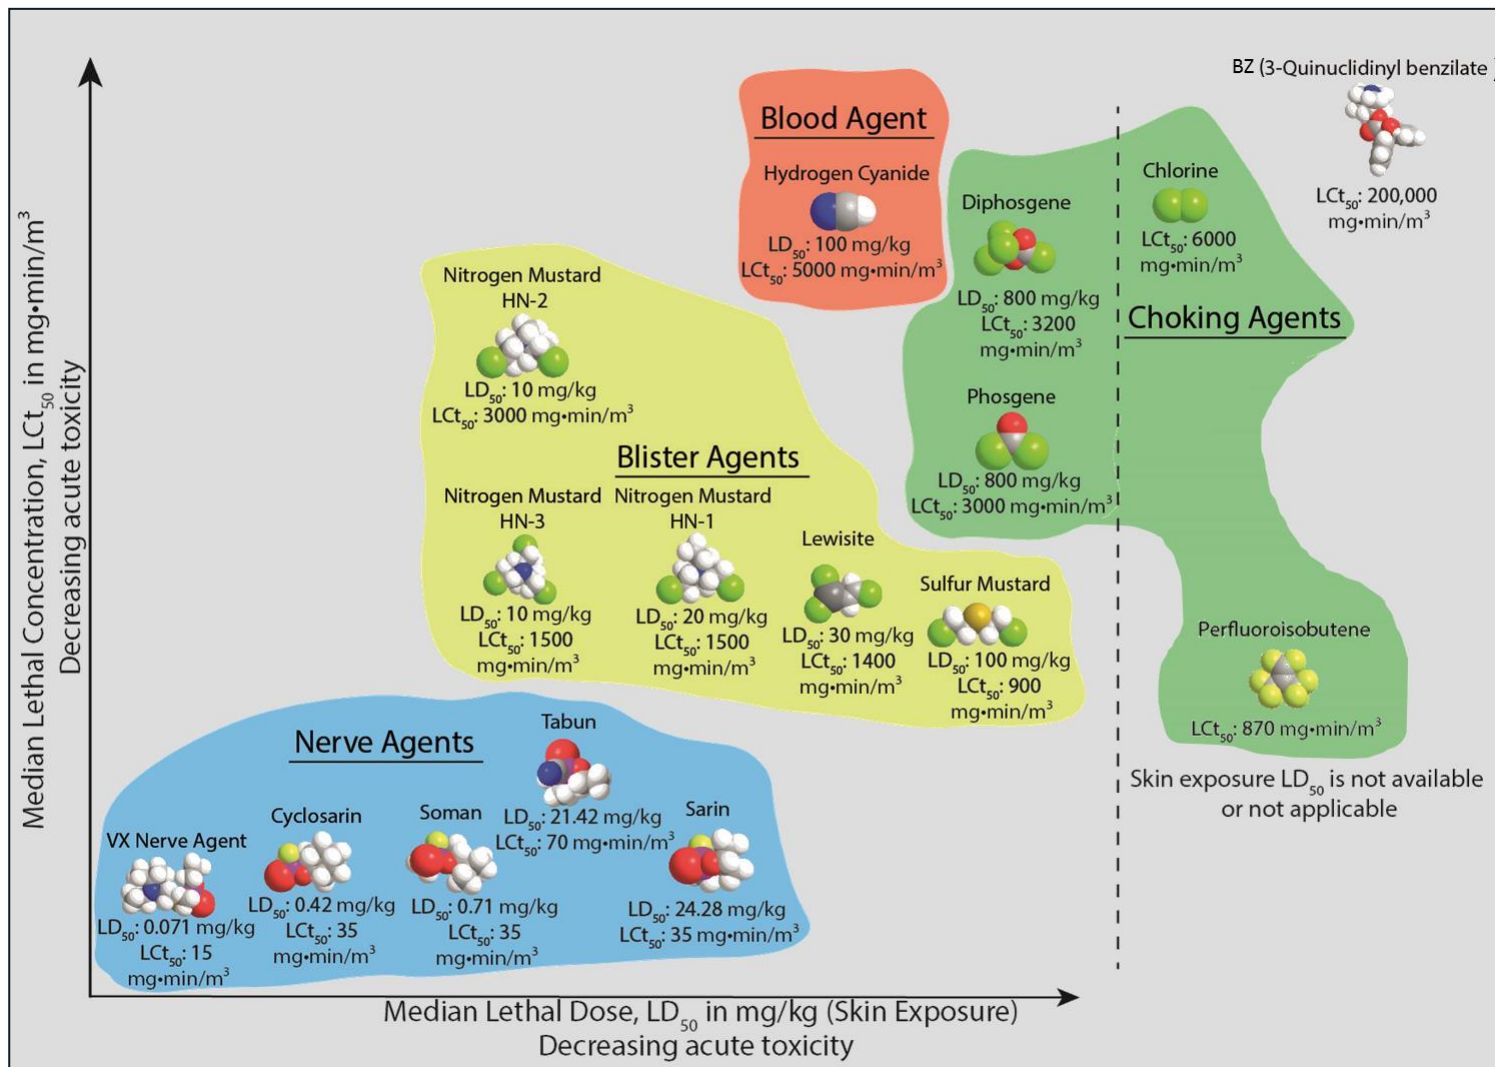 BZ (3-Quinuclidinyl benzilate )
LCt50: 200,000
mg•min/m³
Blood Agent
Hydrogen Cyanide
LD50: 100 mg/kg
LCt50: 5000 mg•min/m³
Diphosgene
LD50: 800 mg/kg
LCt50: 3200
mg•min/m³
Chlorine
LCt50: 6000
mg•min/m³
Choking Agents
Phosgene
LD50: 800 mg/kg
LCt50: 3000 mg•min/m³
Perfluoroisobutene
LCt50: 870 mg•min/m³
Skin exposure LD50 is not available
or not applicable
Nitrogen Mustard
HN-2
LD50: 10 mg/kg
LCt50: 3000 mg•min/m³
Blister Agents
Nitrogen Mustard
HN-3
LD50: 10 mg/kg
LCt50: 1500
mg•min/m³
Nitrogen Mustard
HN-1
LD50: 20 mg/kg
LCt50: 1500
mg•min/m³
Lewisite
LD50: 30 mg/kg
LCt50: 1400
mg•min/m³
Sulfur Mustard
LD50: 100 mg/kg
LCt50: 900
mg•min/m³
Nerve Agents
Tabun
LD50: 21.42 mg/kg
LCt50: 70 mg•min/m³
VX Nerve Agent
LD50: 0.071 mg/kg
LCt50: 15
mg•min/m³
Cyclosarin
LD50: 0.42 mg/kg
LCt50: 35
mg•min/m³
Soman
LD50: 0.71 mg/kg
LCt50: 35
mg•min/m³
Sarin
LD50: 24.28 mg/kg
LCt50: 35 mg•min/m³
Median Lethal Concentration, LCt50 in mg•min/m³
Decreasing acute toxicity
Median Lethal Dose, LD50 in mg/kg (Skin Exposure)
Decreasing acute toxicity